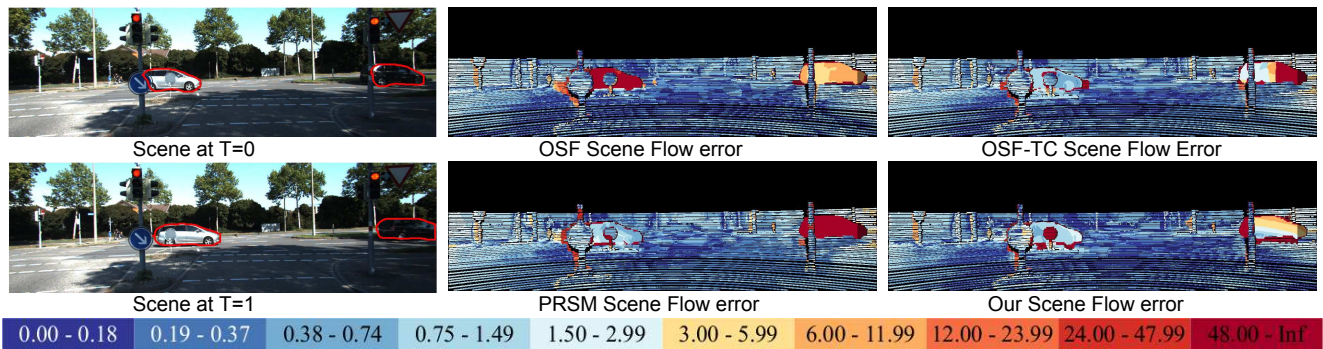 OSF Scene Flow error
OSF-TC Scene Flow Error
Scene at T=0
PRSM Scene Flow error
Our Scene Flow error
Scene at T=1
0.00 - 0.18 0.19 - 0.37 0.38 - 0.74 0.75 - 1.49 1.50 - 2.99 3.00 - 5.99 6.00 - 11.99 12.00 - 23.99 24.00 - 47.99 48.00 - Inf